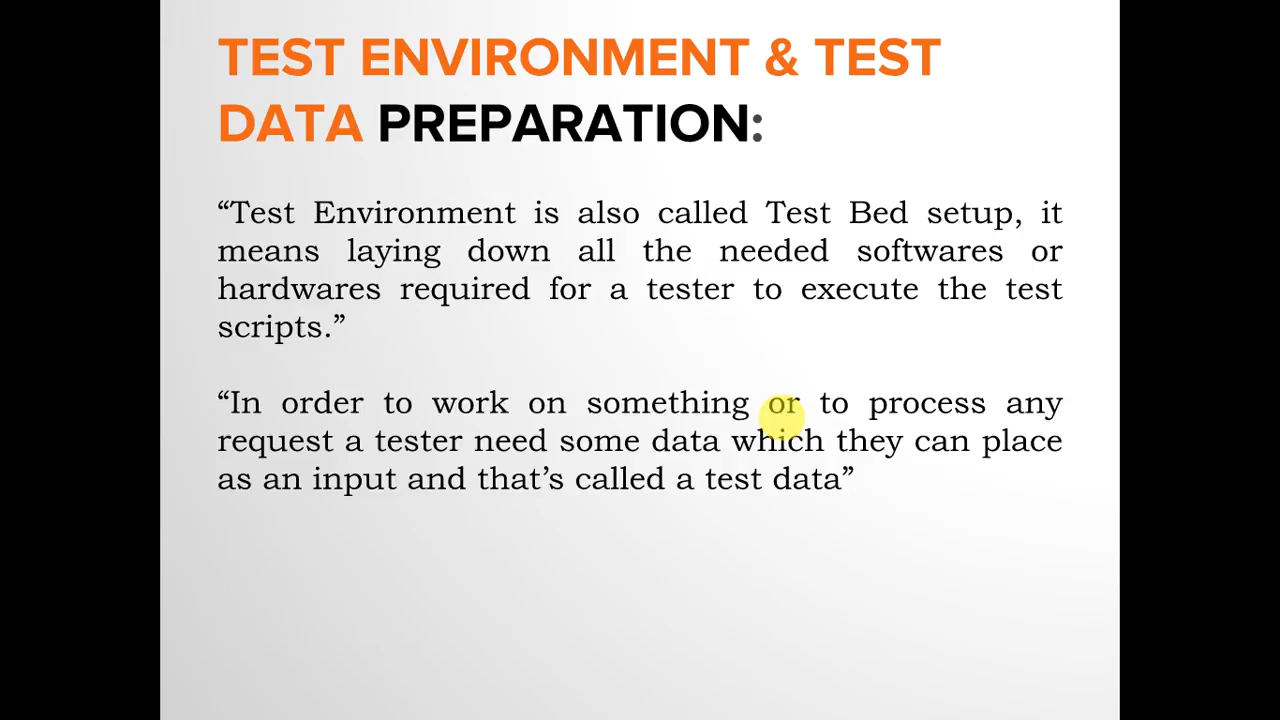 TEST ENVIRONMENT & TEST
DATA PREPARATION:
“Test Environment is also called Test Bed setup, it
means laying down all the needed softwares or
hardwares required for a tester to execute the test
scripts.”
“In order to work on something or to process any
request a tester need some data which they can place
as an input and that’s called a test data”